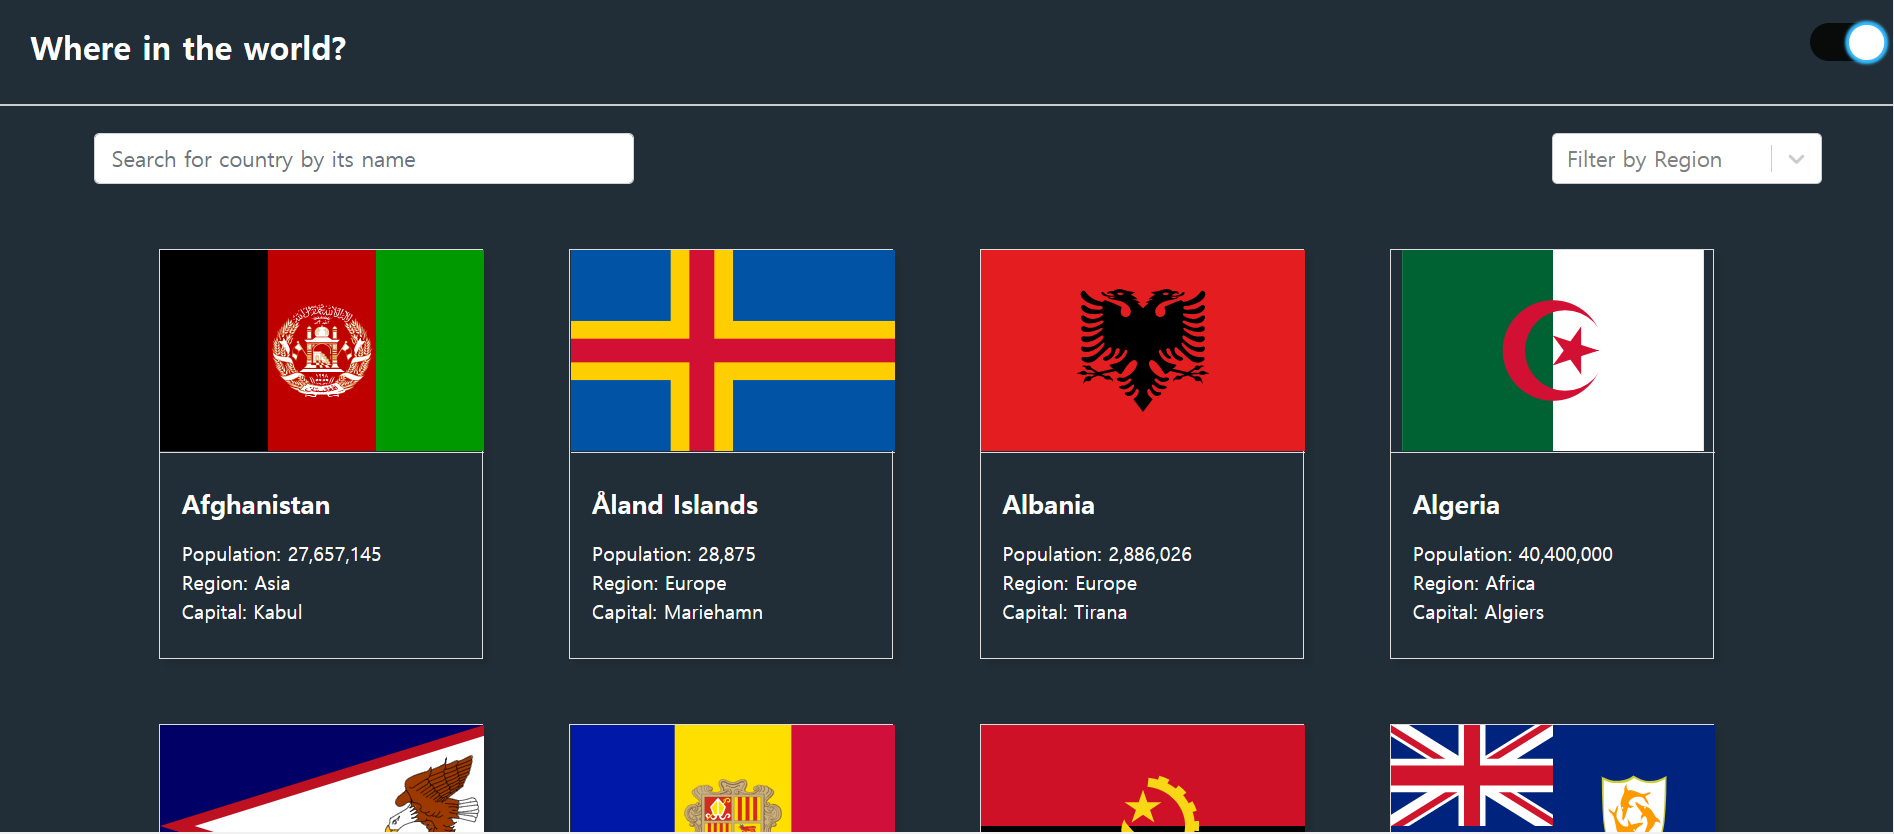 Where in the world?
Search for country by its name
Filter by Region
Afghanistan
Population: 27,657,145
Region: Asia
Capital: Kabul
Åland Islands
Population: 28,875
Region: Europe
Capital: Mariehamn
Albania
Population: 2,886,026
Region: Europe
Capital: Tirana
Algeria
Population: 40,400,000
Region: Africa
Capital: Algiers